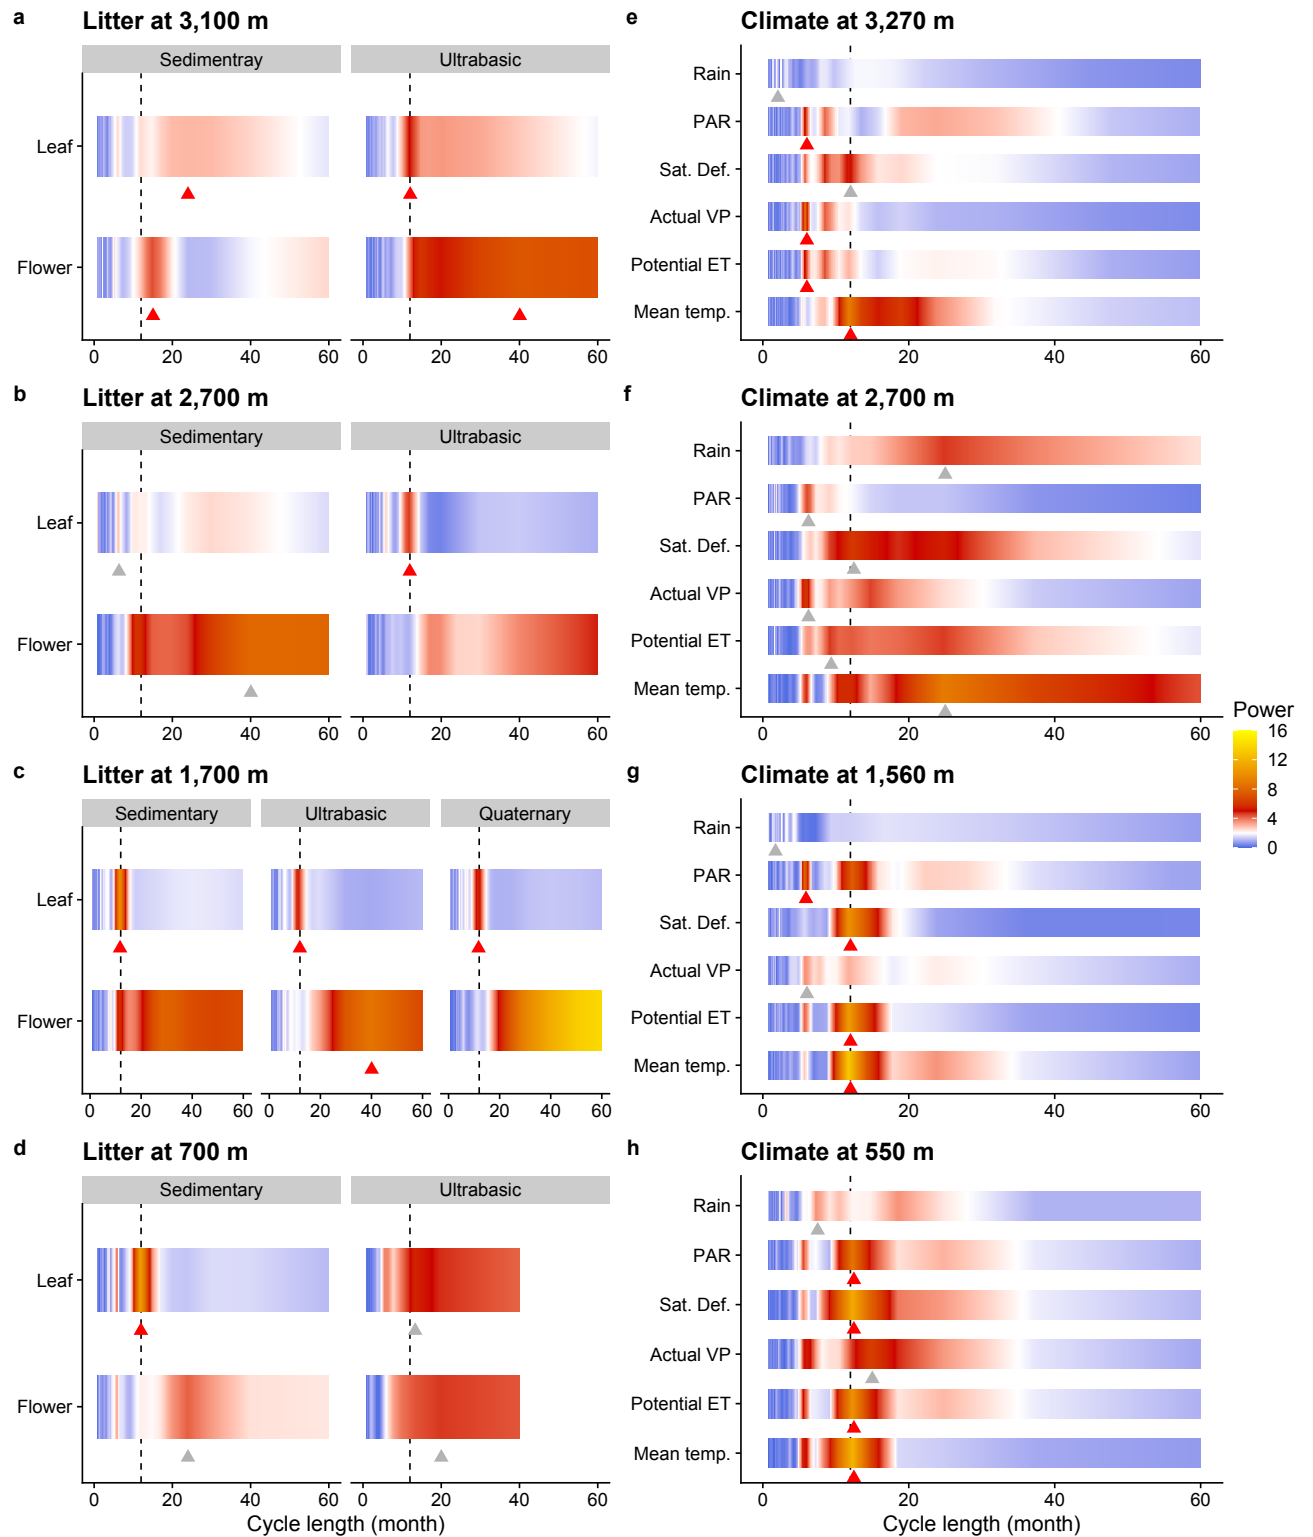 a Litter at 3,100 m
Sedimentray Ultrabasic
Leaf
Flower
0 20 40 60 0 20 40 60
b Litter at 2,700 m
Sedimentary Ultrabasic
Leaf
Flower
0 20 40 60 0 20 40 60
c Litter at 1,700 m
Sedimentary Ultrabasic Quaternary
Leaf
Flower
0 20 40 60 0 20 40 60 0 20 40 60
d Litter at 700 m
Sedimentary Ultrabasic
Leaf
Flower
0 20 40 60 0 20 40 60
Cycle length (month)
e Climate at 3,270 m
Rain
PAR
Sat. Def.
Actual VP
Potential ET
Mean temp.
0 20 40 60
f Climate at 2,700 m
Rain
PAR
Sat. Def.
Actual VP
Potential ET
Mean temp.
0 20 40 60
g Climate at 1,560 m
Rain
PAR
Sat. Def.
Actual VP
Potential ET
Mean temp.
0 20 40 60
h Climate at 550 m
Rain
PAR
Sat. Def.
Actual VP
Potential ET
Mean temp.
0 20 40 60
Cycle length (month)
Power
16
12
8
4
0